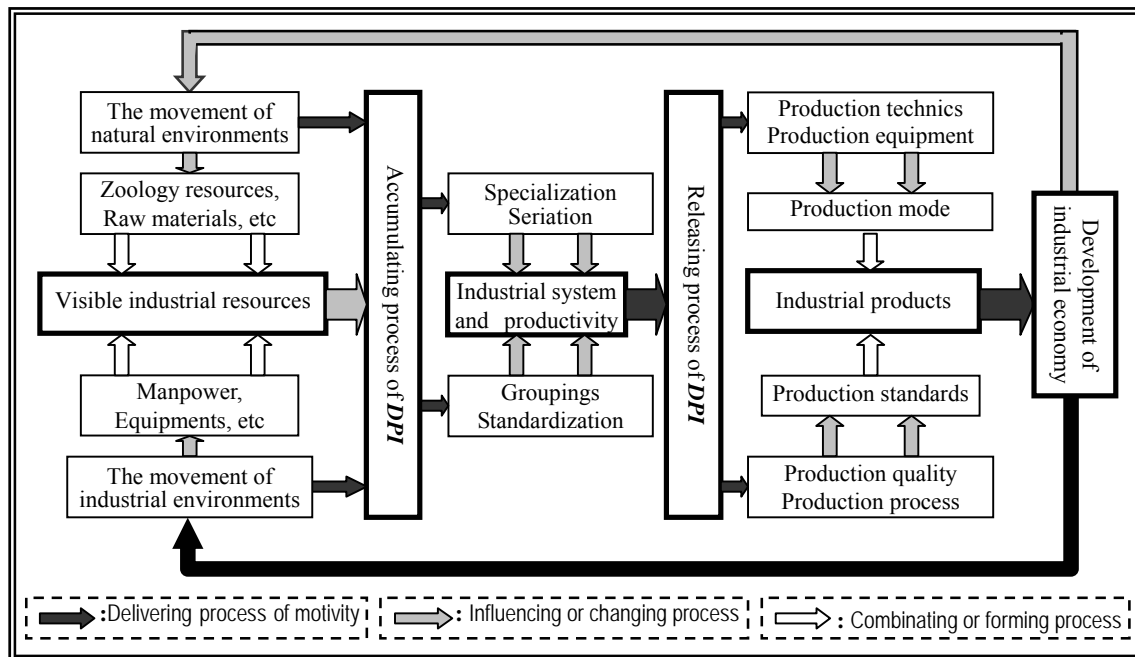 The movement of
natural environments
Zoology resources,
Raw materials, etc
Visible industrial resources
Manpower,
Equipments, etc
The movement of
industrial environments
Accumulating process of DPI
Specialization
Seriation
Industrial system
and productivity
Groupings
Standardization
Releasing process of DPI
Production technics
Production equipment
Production mode
Industrial products
Production standards
Production quality
Production process
Development of
industrial economy
:Delivering process of motivity
: Influencing or changing process
: Combinating or forming process